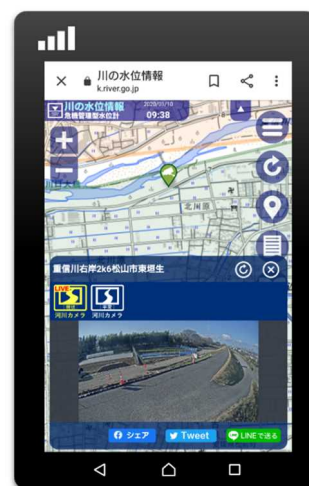 川の水位情報
k.river.go.jp
川の水位情報
危機管理型水位計
2020/01/10
09:38
北川原
重信川右岸2k6松山市東垣生
LIVE
河川カメラ
河川カメラ
シェア
Tweet
LINEで送る